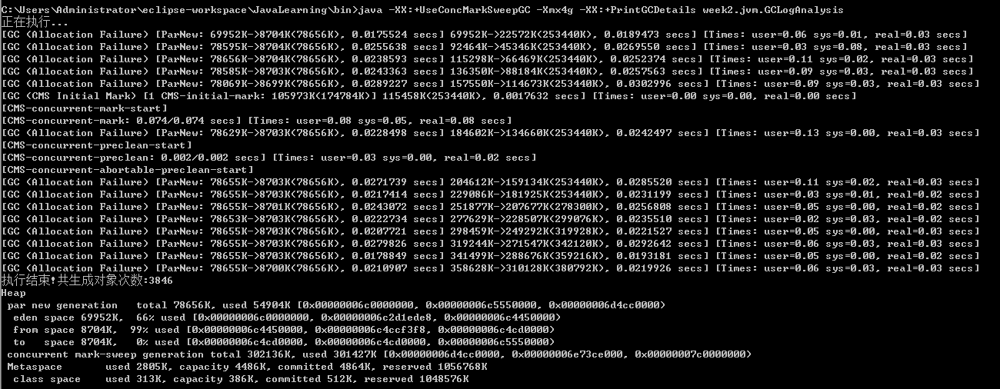 C:\Users\Administrator\eclipse-workspace\JavaLearning\bin>java -XX:+UseConcMarkSweepGC -Xmx4g -XX:+PrintGCDetails week2.jvm.GCLogAnalysis
正在执行...
[GC (Allocation Failure) [ParNew: 69952K->8704K(78656K), 0.0175524 secs] 69952K->22572K(253440K), 0.0189473 secs] [Times: user=0.06 sys=0.01, real=0.03 secs]
[GC (Allocation Failure) [ParNew: 78595K->8704K(78656K), 0.0255638 secs] 92464K->45346K(253440K), 0.0269550 secs] [Times: user=0.03 sys=0.08, real=0.03 secs]
[GC (Allocation Failure) [ParNew: 78656K->8704K(78656K), 0.0238593 secs] 115298K->66469K(253440K), 0.0252374 secs] [Times: user=0.11 sys=0.02, real=0.03 secs]
[GC (Allocation Failure) [ParNew: 78585K->8703K(78656K), 0.0243363 secs] 136350K->88184K(253440K), 0.0257563 secs] [Times: user=0.09 sys=0.03, real=0.03 secs]
[GC (Allocation Failure) [ParNew: 78069K->8699K(78656K), 0.0289227 secs] 157550K->114673K(253440K), 0.0302996 secs] [Times: user=0.09 sys=0.03, real=0.03 secs]
[GC (CMS Initial Mark) [1 CMS-initial-mark: 105973K(174784K)] 115458K(253440K), 0.0017632 secs] [Times: user=0.00 sys=0.00, real=0.00 secs]
[CMS-concurrent-mark-start]
[CMS-concurrent-mark: 0.074/0.074 secs] [Times: user=0.08 sys=0.05, real=0.08 secs]
[GC (Allocation Failure) [ParNew: 78629K->8703K(78656K), 0.0228498 secs] 184602K->134660K(253440K), 0.0242497 secs] [Times: user=0.13 sys=0.00, real=0.03 secs]
[CMS-concurrent-preclean-start]
[CMS-concurrent-preclean: 0.002/0.002 secs] [Times: user=0.03 sys=0.00, real=0.02 secs]
[CMS-concurrent-abortable-preclean-start]
[GC (Allocation Failure) [ParNew: 78655K->8703K(78656K), 0.0271739 secs] 204612K->159134K(253440K), 0.0285520 secs] [Times: user=0.11 sys=0.02, real=0.03 secs]
[GC (Allocation Failure) [ParNew: 78655K->8703K(78656K), 0.0217414 secs] 229086K->181925K(253440K), 0.0231199 secs] [Times: user=0.03 sys=0.01, real=0.02 secs]
[GC (Allocation Failure) [ParNew: 78655K->8701K(78656K), 0.0243072 secs] 251877K->207677K(278300K), 0.0256808 secs] [Times: user=0.05 sys=0.00, real=0.02 secs]
[GC (Allocation Failure) [ParNew: 78653K->8703K(78656K), 0.0222734 secs] 277629K->228507K(299076K), 0.0235510 secs] [Times: user=0.02 sys=0.03, real=0.02 secs]
[GC (Allocation Failure) [ParNew: 78655K->8703K(78656K), 0.0207721 secs] 298459K->249292K(319928K), 0.0221527 secs] [Times: user=0.05 sys=0.00, real=0.03 secs]
[GC (Allocation Failure) [ParNew: 78655K->8703K(78656K), 0.0279826 secs] 319244K->271547K(342120K), 0.0292642 secs] [Times: user=0.06 sys=0.03, real=0.03 secs]
[GC (Allocation Failure) [ParNew: 78655K->8703K(78656K), 0.0178849 secs] 341499K->288676K(359216K), 0.0193181 secs] [Times: user=0.05 sys=0.00, real=0.02 secs]
[GC (Allocation Failure) [ParNew: 78655K->8700K(78656K), 0.0210907 secs] 358628K->310128K(380792K), 0.0219926 secs] [Times: user=0.06 sys=0.03, real=0.03 secs]
执行结束!共生成对象次数:3846
Heap
par new generation total 78656K, used 54904K [0x00000006c0000000, 0x00000006c5550000, 0x00000006d4cc0000)
eden space 69952K, 66% used [0x00000006c0000000, 0x00000006c2d1ede8, 0x00000006c4450000)
from space 8704K, 99% used [0x00000006c4450000, 0x00000006c4ccf3f8, 0x00000006c4cd0000)
to space 8704K, 0% used [0x00000006c4cd0000, 0x00000006c4cd0000, 0x00000006c5550000)
concurrent mark-sweep generation total 302136K, used 301427K [0x00000006d4cc0000, 0x00000006e73ce000, 0x00000007c0000000)
Metaspace used 2805K, capacity 4486K, committed 4864K, reserved 1056768K
class space used 313K, capacity 386K, committed 512K, reserved 1048576K